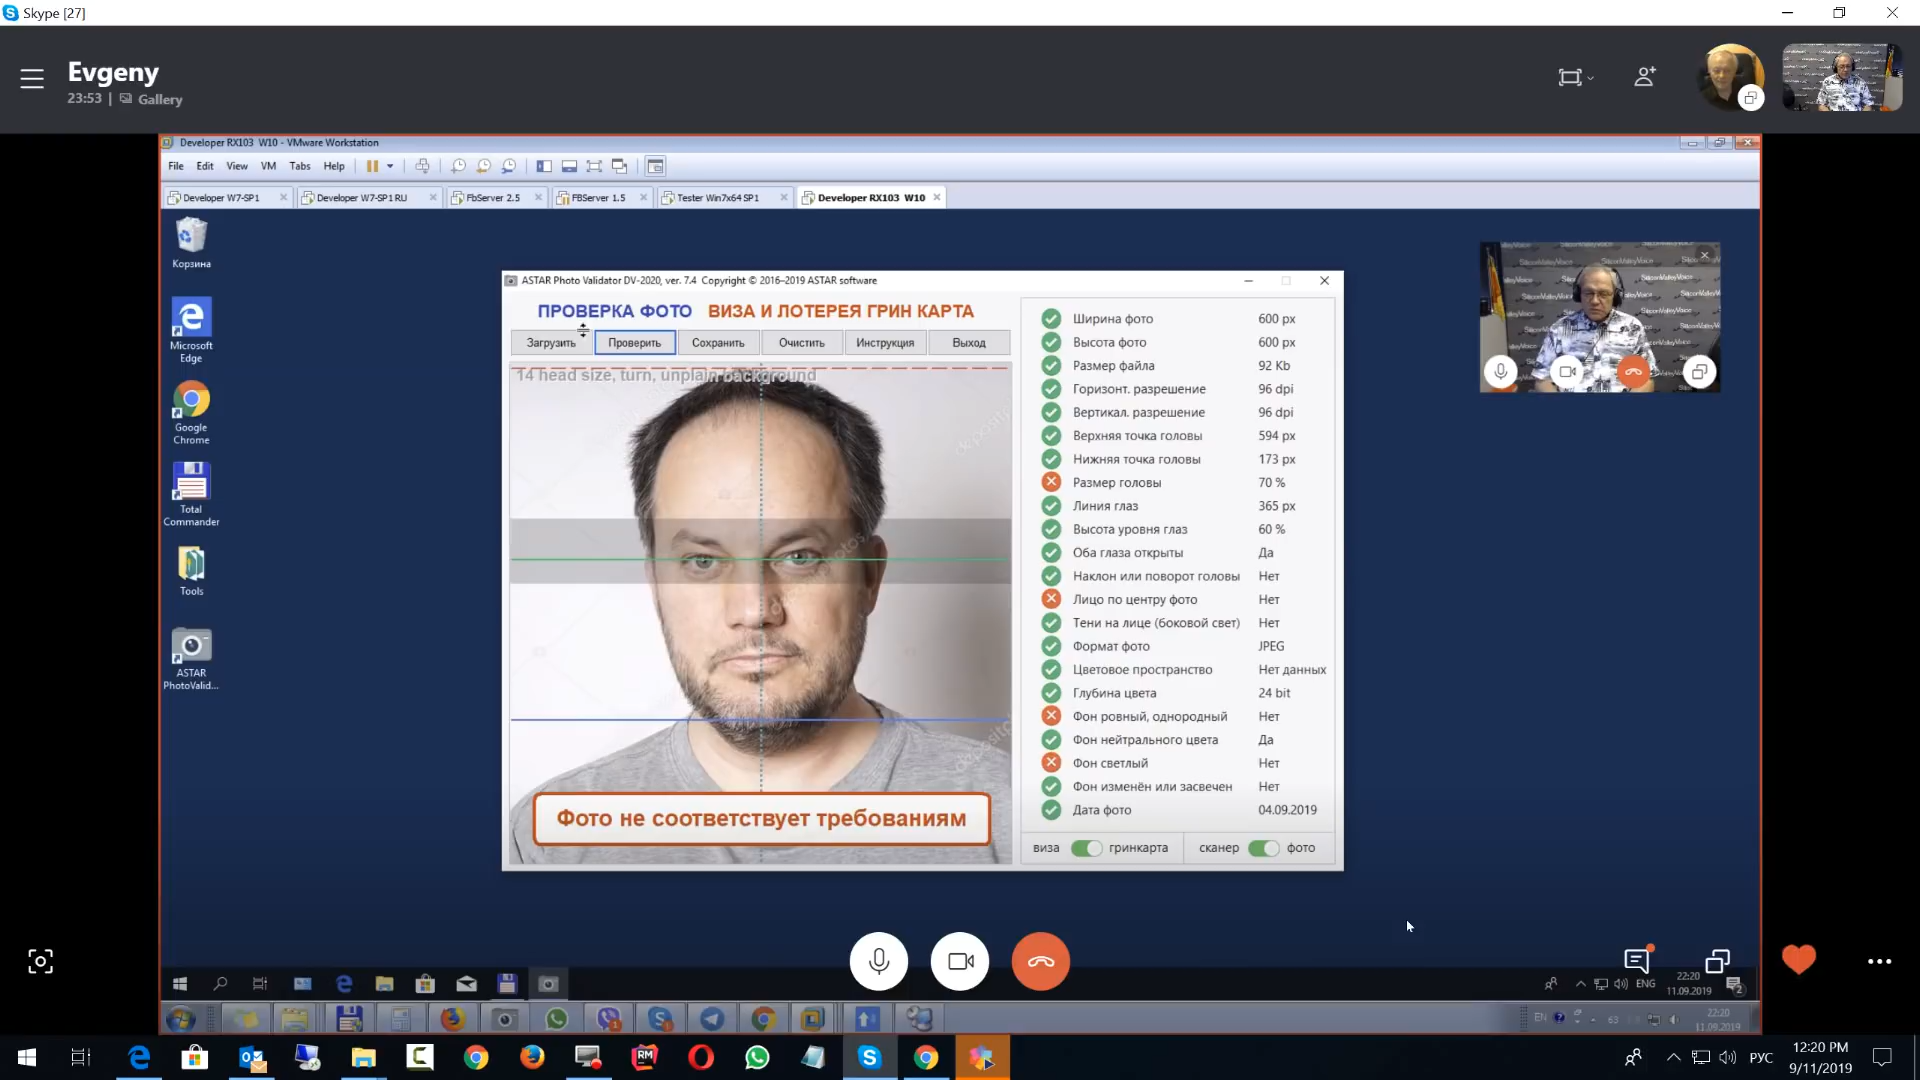 Skype [27]
Evgeny
23:53 | Gallery
Developer RX103 W10 - VMware Workstation
File Edit View VM Tabs Help
Developer W7-SP1
Developer W7-SP1 RU
FbServer 2.5
FBServer 1.5
Tester Win7x64 SP1
Developer RX103 W10
Корзина
Microsoft Edge
Google Chrome
Total Commander
Tools
ASTAR PhotoValid...
ASTAR Photo Validator DV-2020, ver. 7.4 Copyright © 2016-2019 ASTAR software
ПРОВЕРКА ФОТО ВИЗА И ЛОТЕРЕЯ ГРИН КАРТА
Загрузить Проверить Сохранить Очистить Инструкция Выход
14 head size, turn, unplain background
Ширина фото 600 px
Высота фото 600 px
Размер файла 92 Kb
Горизонт. разрешение 96 dpi
Вертикал. разрешение 96 dpi
Верхняя точка головы 594 px
Нижняя точка головы 173 px
Размер головы 70 %
Линия глаз 365 px
Высота уровня глаз 60 %
Оба глаза открыты Да
Наклон или поворот головы Нет
Лицо по центру фото Нет
Тени на лице (боковой свет) Нет
Формат фото JPEG
Цветовое пространство Нет данных
Глубина цвета 24 bit
Фон ровный, однородный Нет
Фон нейтрального цвета Да
Фон светлый Нет
Фон изменён или засвечен Нет
Дата фото 04.09.2019
Фото не соответствует требованиям
виза гринкарта сканер фото
SiliconValleyVoice
ENG
22:20
11.09.2019
2
EN
63
22:20
11.09.2019
РУС
12:20 PM
9/11/2019